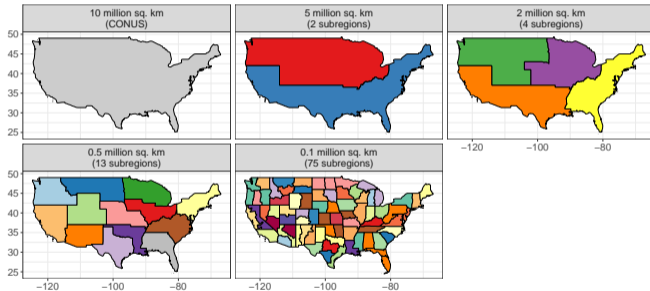 10 million sq. km
(CONUS)
5 million sq. km
(2 subregions)
2 million sq. km
(4 subregions)
50
45
40
35
30
25
−120
−100
−80
0.5 million sq. km
(13 subregions)
0.1 million sq. km
(75 subregions)
50
45
40
35
30
25
−120
−100
−80
−120
−100
−80